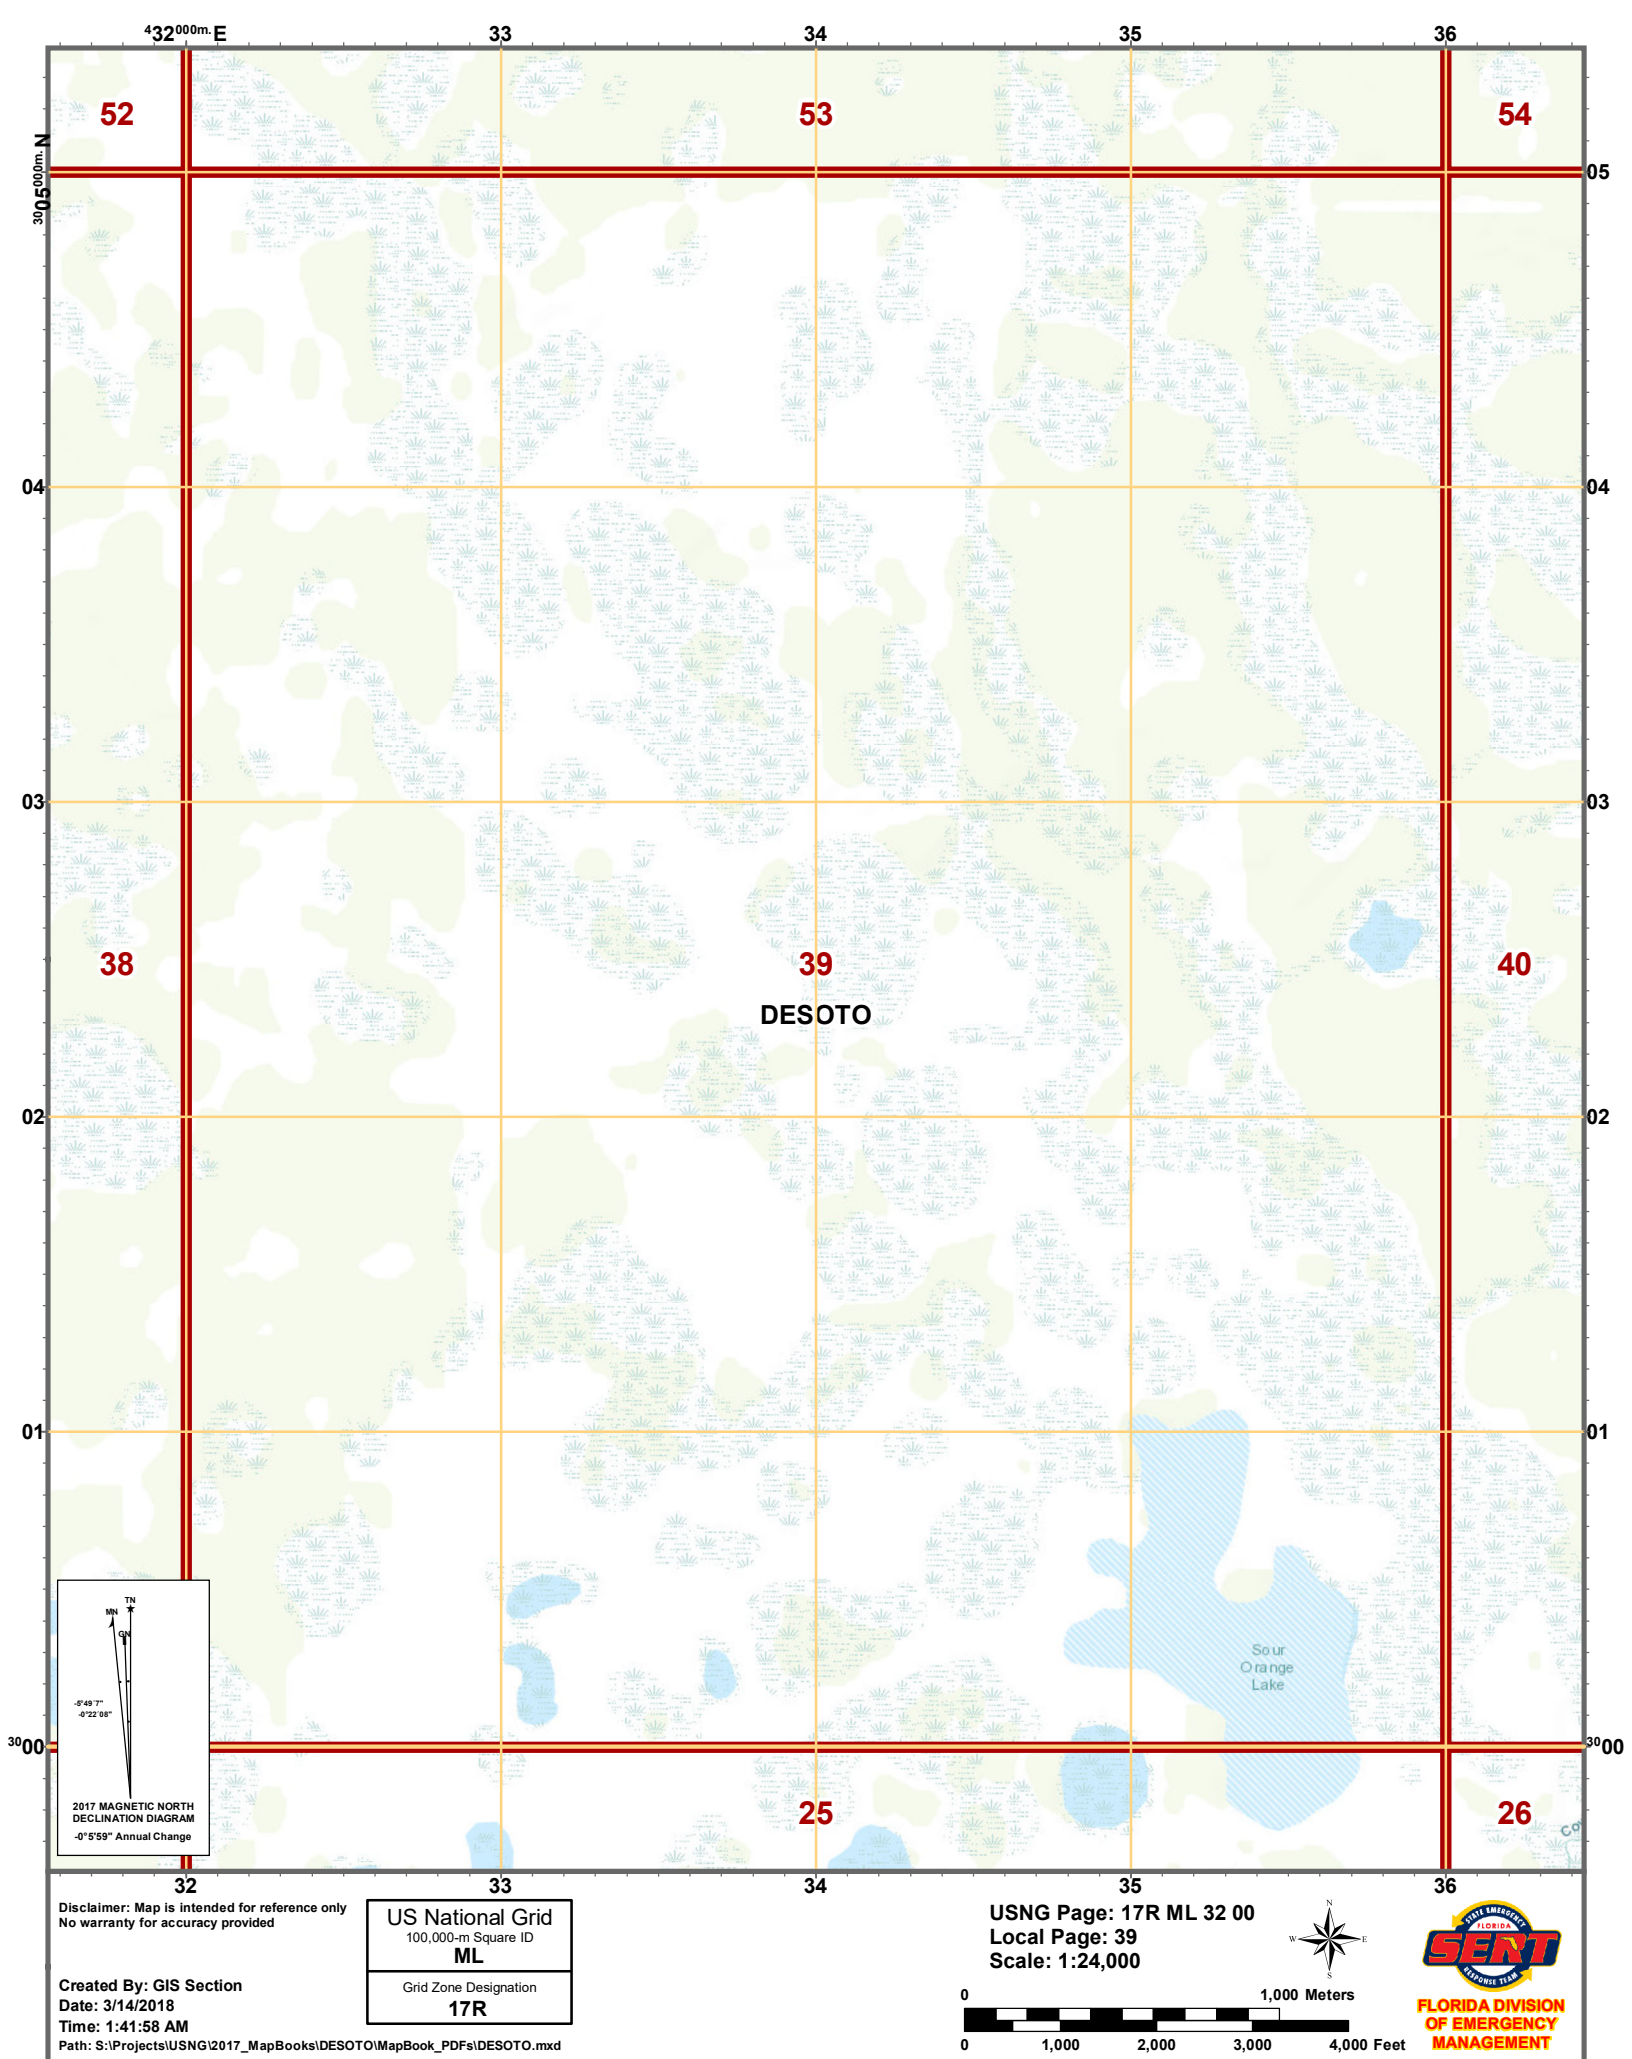 432000m.E 33 34 35 36
52 53 54
3005000m.N 05
04 04
03 03
38 39 40
DESOTO
02 02
01 01
Sour
Orange
Lake
3000 3000
25 26
TN
MN
GN
-5°49'7"
-0°22'08"
2017 MAGNETIC NORTH
DECLINATION DIAGRAM
-0°5'59" Annual Change
32 33 34 35 36
Disclaimer: Map is intended for reference only
No warranty for accuracy provided
Created By: GIS Section
Date: 3/14/2018
Time: 1:41:58 AM
Path: S:\Projects\USNG\2017_MapBooks\DESOTO\MapBook_PDFs\DESOTO.mxd
US National Grid
100,000-m Square ID
ML
Grid Zone Designation
17R
USNG Page: 17R ML 32 00
Local Page: 39
Scale: 1:24,000
N
W E
S
0 1,000 Meters
0 1,000 2,000 3,000 4,000 Feet
STATE EMERGENCY
FLORIDA
SERT
RESPONSE TEAM
FLORIDA DIVISION
OF EMERGENCY
MANAGEMENT